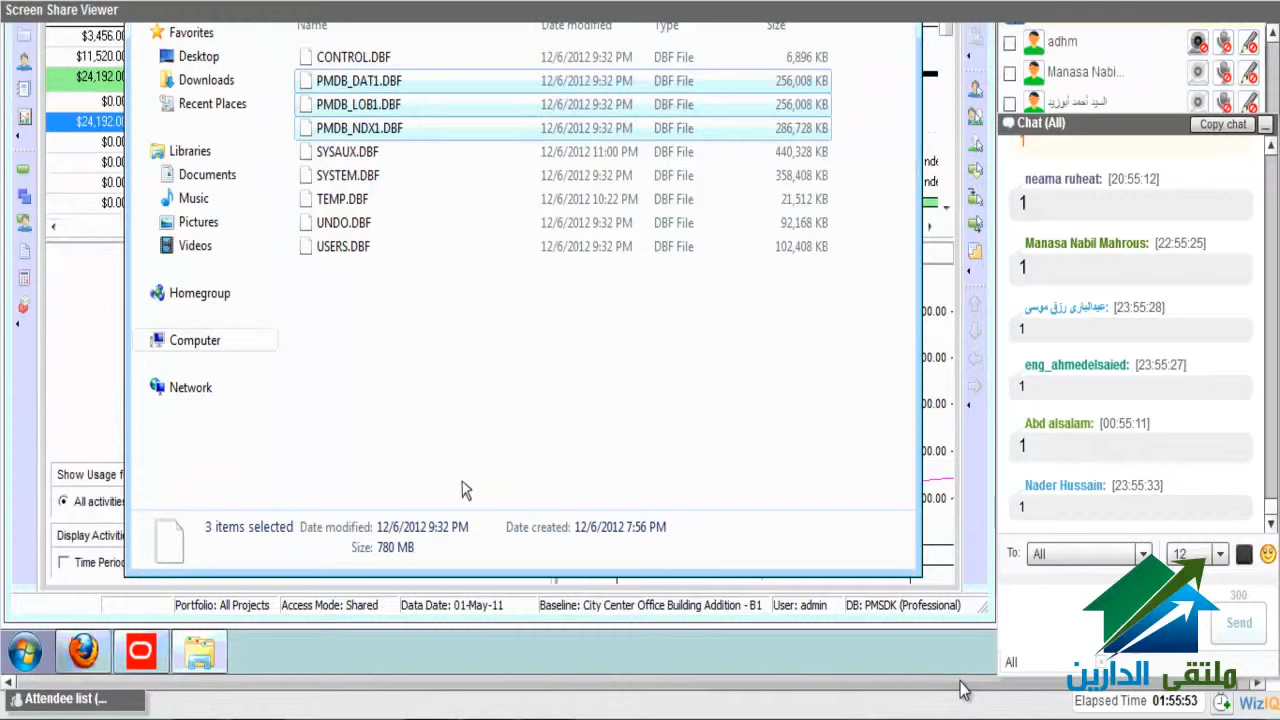 Screen Share Viewer
$3,456.00
$11,520.00
$24,192.00
$0.00
$24,192.00
$0.00
$0.00
$0.00
$0.00
Favorites
Desktop
Downloads
Recent Places
Libraries
Documents
Music
Pictures
Videos
Homegroup
Computer
Network
Name Date modified Type Size
CONTROL.DBF 12/6/2012 9:32 PM DBF File 6,896 KB
PMDB_DAT1.DBF 12/6/2012 9:32 PM DBF File 256,008 KB
PMDB_LOB1.DBF 12/6/2012 9:32 PM DBF File 256,008 KB
PMDB_NDX1.DBF 12/6/2012 9:32 PM DBF File 286,728 KB
SYSAUX.DBF 12/6/2012 11:00 PM DBF File 440,328 KB
SYSTEM.DBF 12/6/2012 9:32 PM DBF File 358,408 KB
TEMP.DBF 12/6/2012 10:22 PM DBF File 21,512 KB
UNDO.DBF 12/6/2012 9:32 PM DBF File 92,168 KB
USERS.DBF 12/6/2012 9:32 PM DBF File 102,408 KB
3 items selected Date modified: 12/6/2012 9:32 PM Date created: 12/6/2012 7:56 PM
Size: 780 MB
Show Usage f
All activities
Display Activiti
Time Period
Portfolio: All Projects Access Mode: Shared Data Date: 01-May-11 Baseline: City Center Office Building Addition - B1 User: admin DB: PMSDK (Professional)
adhm
Manasa Nabi...
السيد أحمد أبوزيد
Chat (All) Copy chat
1
neama ruheat: [20:55:12]
1
Manasa Nabil Mahrous: [22:55:25]
1
عبدالباري رزق موسى: [23:55:28]
1
eng_ahmedelsaied: [23:55:27]
1
Abd alsalam: [00:55:11]
1
Nader Hussain: [23:55:33]
1
To: All 12
300
Send
All
ملتقى الدارين
Attendee list (...
Elapsed Time 01:55:53
WizIQ